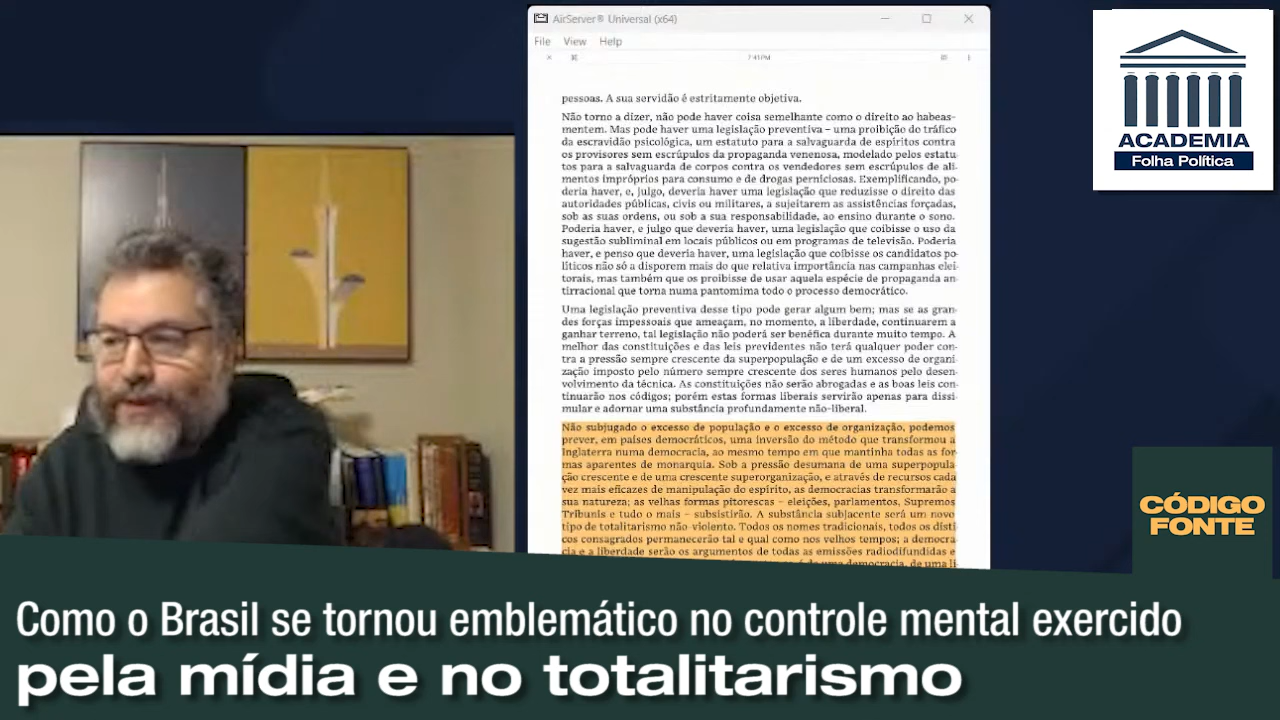 AirServer® Universal (x64)
File View Help
7:41 PM
pessoas. A sua servidão é estritamente objetiva.
Não torno a dizer, não pode haver coisa semelhante como o direito ao habeas-
mentem. Mas pode haver uma legislação preventiva – uma proibição do tráfico
da escravidão psicológica, um estatuto para a salvaguarda de espíritos contra
os provisores sem escrúpulos da propaganda venenosa, modelado pelos estatu
tos para a salvaguarda de corpos contra os vendedores sem escrúpulos de ali-
mentos impróprios para consumo e de drogas perniciosas. Exemplificando, po-
deria haver, e, julgo, deveria haver uma legislação que reduzisse o direito das
autoridades públicas, civis ou militares, a sujeitarem as assistências forçadas,
sob as suas ordens, ou sob a sua responsabilidade, ao ensino durante o sono.
Poderia haver, e julgo que deveria haver, uma legislação que coibisse o uso da
sugestão subliminal em locais públicos ou em programas de televisão. Poderia
haver, e penso que deveria haver, uma legislação que coibisse os candidatos po-
líticos não só a disporem mais do que relativa importância nas campanhas elei-
torais, mas também que os proibisse de usar aquela espécie de propaganda an-
tirracional que torna numa pantomima todo o processo democrático.
Uma legislação preventiva desse tipo pode gerar algum bem; mas se as gran-
des forças impessoais que ameaçam, no momento, a liberdade, continuarem a
ganhar terreno, tal legislação não poderá ser benéfica durante muito tempo. A
melhor das constituições e das leis previdentes não terá qualquer poder con-
tra a pressão sempre crescente da superpopulação e de um excesso de organi-
zação imposto pelo número sempre crescente dos seres humanos pelo desen-
volvimento da técnica. As constituições não serão abrogadas e as boas leis con-
tinuarão nos códigos; porém estas formas liberais servirão apenas para dissi-
mular e adornar uma substância profundamente não-liberal.
Não subjugado o excesso de população e o excesso de organização, podemos
prever, em países democráticos, uma inversão do método que transformou a
Inglaterra numa democracia, ao mesmo tempo em que mantinha todas as for-
mas aparentes de monarquia. Sob a pressão desumana de uma superpopula-
ção crescente e de uma crescente superorganização, e através de recursos cada
vez mais eficazes de manipulação do espírito, as democracias transformarão a
sua natureza; as velhas formas pitorescas – eleições, parlamentos, Supremos
Tribunis e tudo o mais – subsistirão. A substância subjacente será um novo
tipo de totalitarismo não-violento. Todos os nomes tradicionais, todos os dísti
cos consagrados permanecerão tal e qual como nos velhos tempos; a democra-
cia e a liberdade serão os argumentos de todas as emissões radiodifundidas e
de uma democracia, de uma li-
ACADEMIA
Folha Política
CÓDIGO
FONTE
Como o Brasil se tornou emblemático no controle mental exercido
pela mídia e no totalitarismo